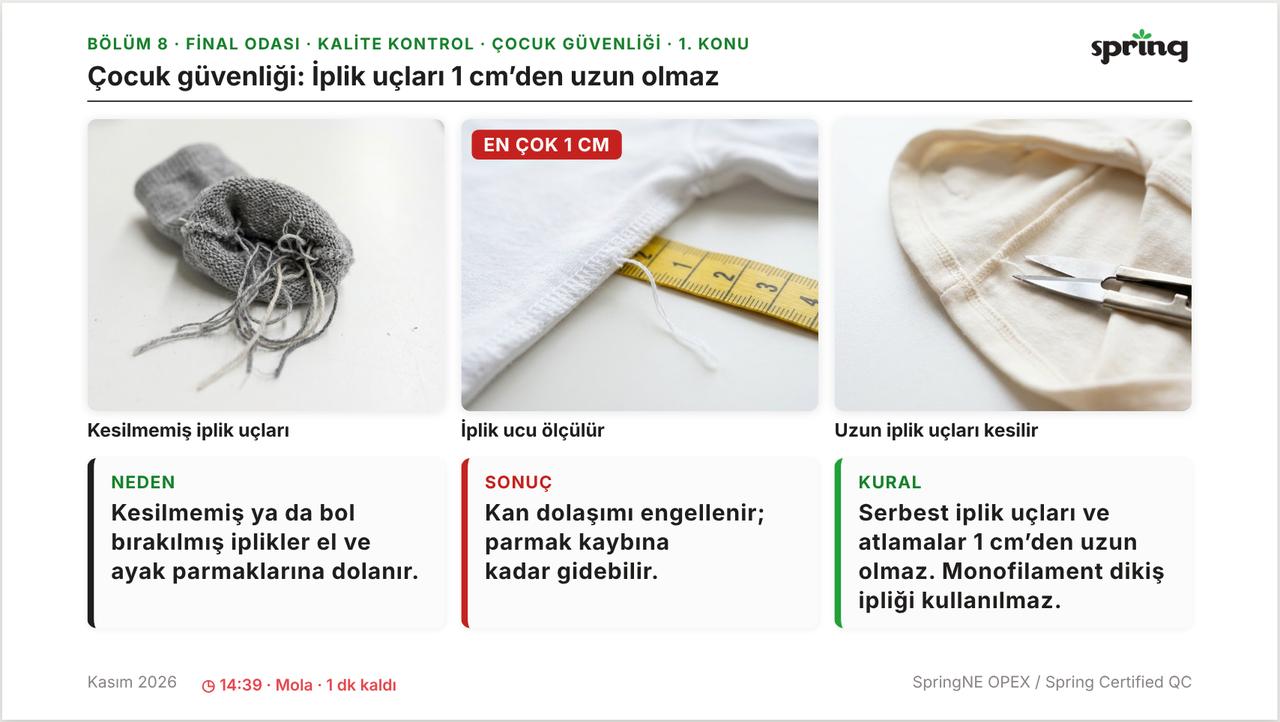 BÖLÜM 8 · FİNAL ODASI · KALİTE KONTROL · ÇOCUK GÜVENLİĞİ · 1. KONU
spring
Çocuk güvenliği: İplik uçları 1 cm’den uzun olmaz
EN ÇOK 1 CM
1
2
3
4
Kesilmemiş iplik uçları
İplik ucu ölçülür
Uzun iplik uçları kesilir
NEDEN
Kesilmemiş ya da bol
bırakılmış iplikler el ve
ayak parmaklarına dolanır.
SONUÇ
Kan dolaşımı engellenir;
parmak kaybına
kadar gidebilir.
KURAL
Serbest iplik uçları ve
atlamalar 1 cm’den uzun
olmaz. Monofilament dikiş
ipliği kullanılmaz.
Kasım 2026
14:39 · Mola · 1 dk kaldı
SpringNE OPEX / Spring Certified QC